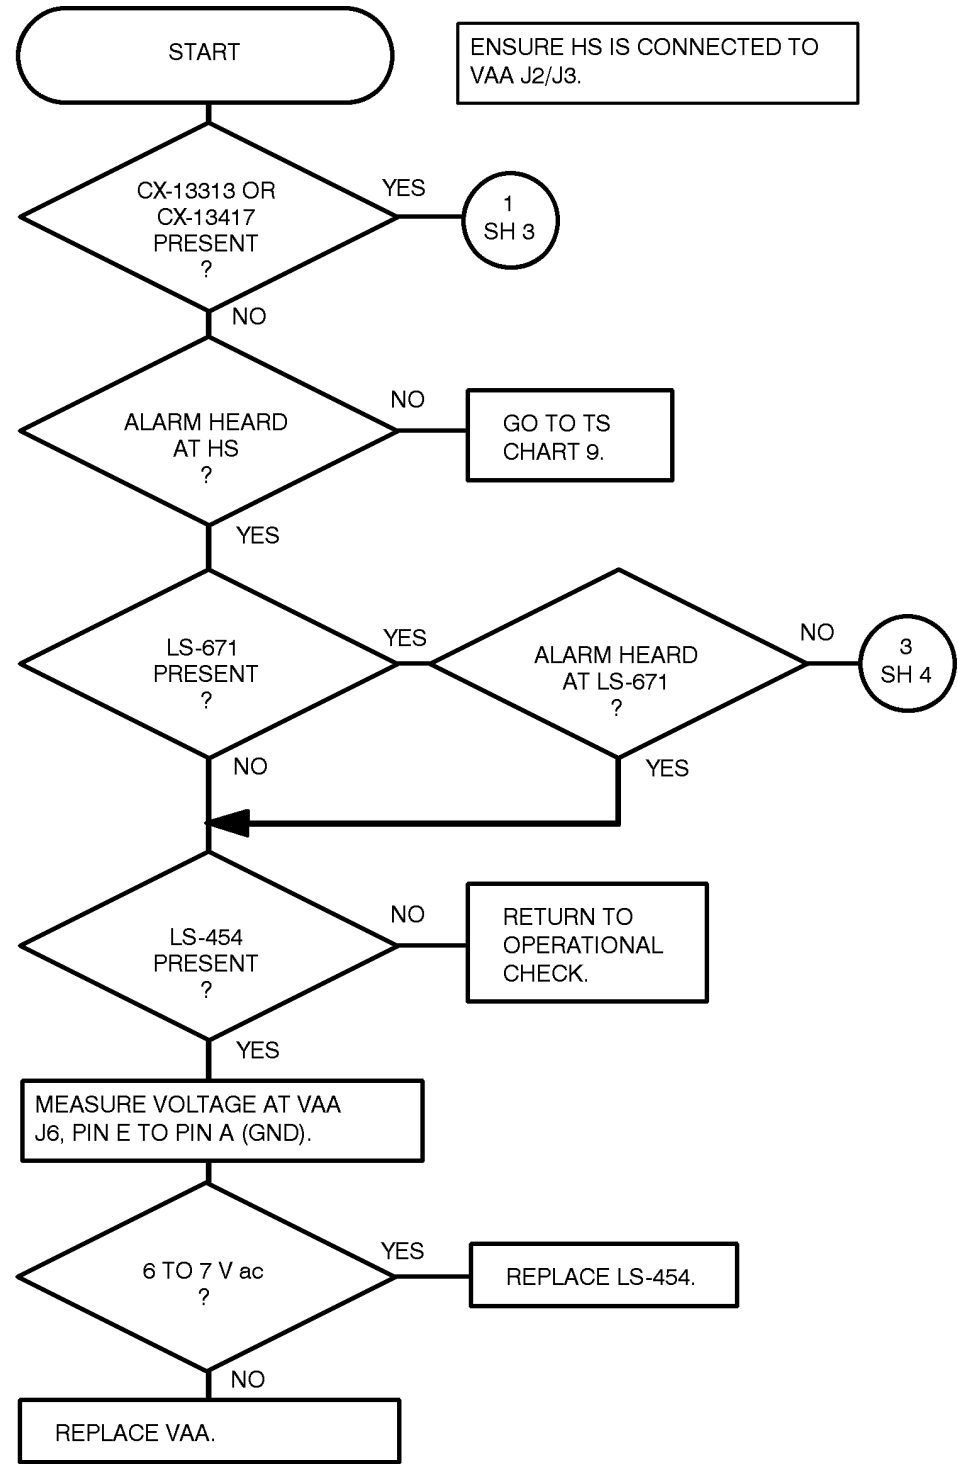 START
ENSURE HS IS CONNECTED TO
VAA J2/J3.
CX-13313 OR
CX-13417
PRESENT
?
YES
1
SH 3
NO
ALARM HEARD
AT HS
?
NO
GO TO TS
CHART 9.
YES
LS-671
PRESENT
?
YES
ALARM HEARD
AT LS-671
?
NO
3
SH 4
NO
YES
LS-454
PRESENT
?
NO
RETURN TO
OPERATIONAL
CHECK.
YES
MEASURE VOLTAGE AT VAA
J6, PIN E TO PIN A (GND).
6 TO 7 V ac
?
YES
REPLACE LS-454.
NO
REPLACE VAA.